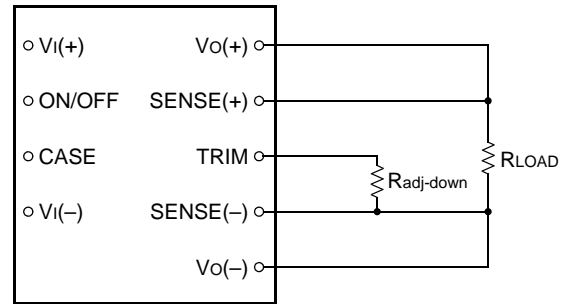 VI(+)
VO(+)
ON/OFF
SENSE(+)
CASE
TRIM
RLOAD
Radj-down
VI(–)
SENSE(–)
VO(–)